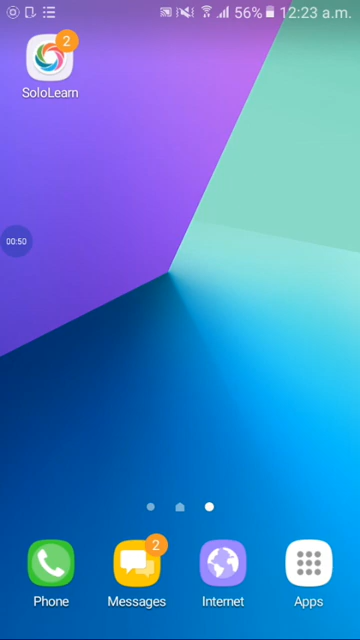 56% 12:23 a.m.
2
SoloLearn
00:50
2
Phone
Messages
Internet
Apps